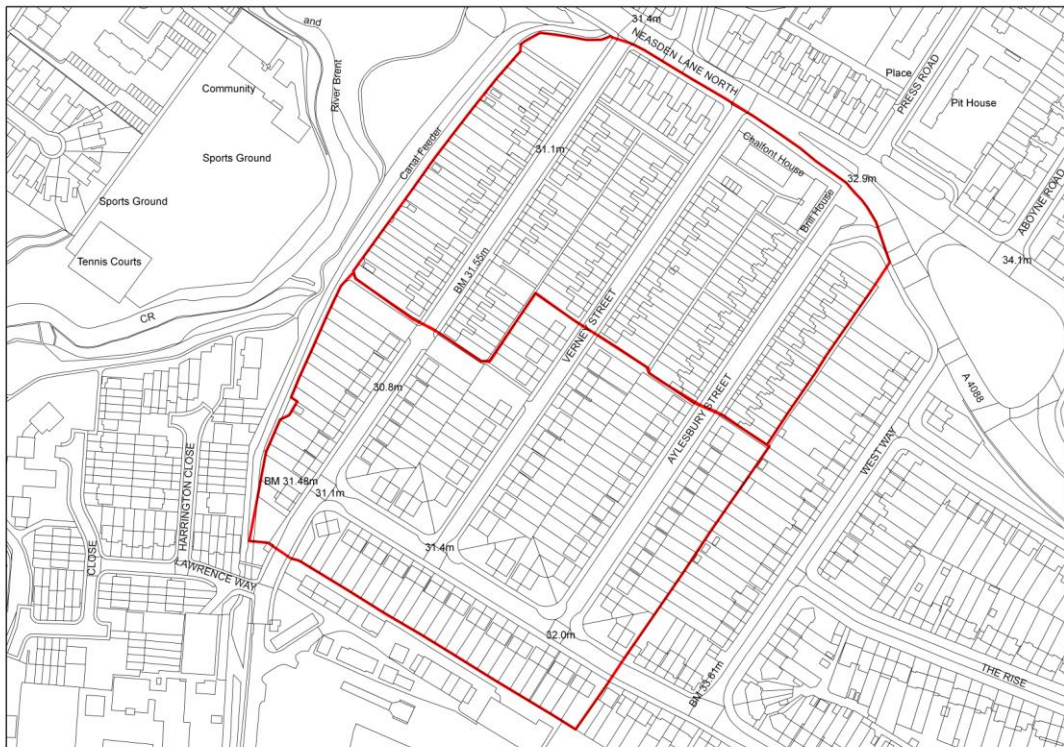 and
31.4m
NEASDEN LANE NORTH
River Brent
Community
Place
PRESS ROAD
Pit House
Sports Ground
Canal Feeder
31.1m
Chalfont House
32.9m
Brill House
ABOYNE ROAD
Sports Ground
Tennis Courts
BM 31.55m
34.1m
CR
VERNEY STREET
30.8m
A 4088
AYLESBURY STREET
WEST WAY
HARRINGTON CLOSE
BM 31.48m
31.1m
CLOSE
31.4m
LAWRENCE WAY
32.0m
THE RISE
BM 33.61m